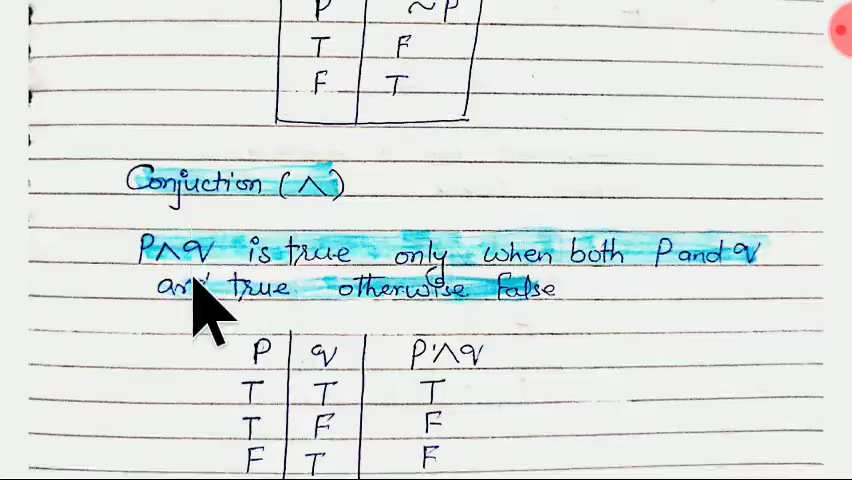 P ~P
T F
F T
Conjuction (∧)
P∧q is true only when both P and q
are true otherwise False
P q P∧q
T T T
T F F
F T F